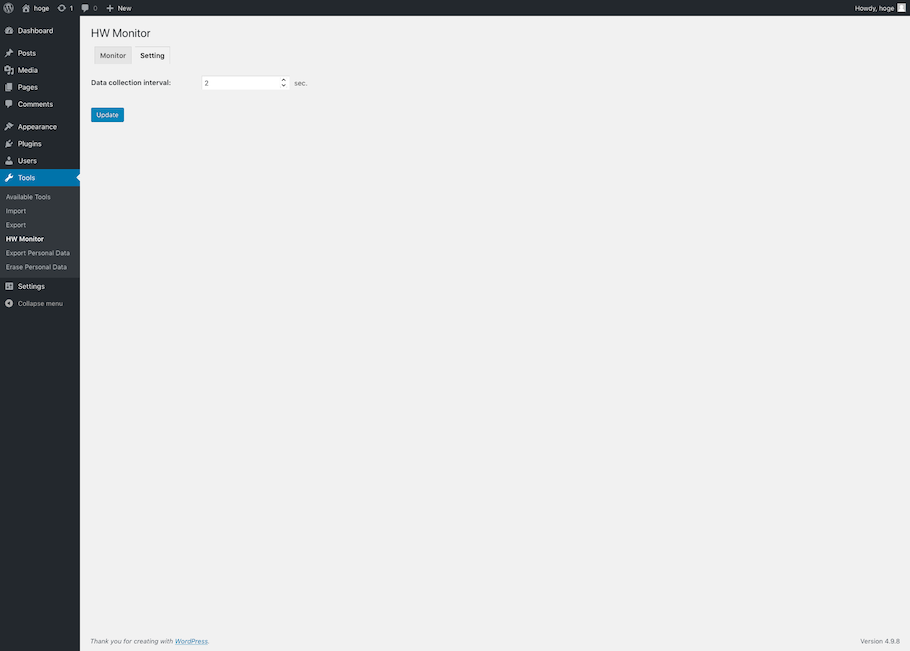 hoge 1 0 New Howdy, hoge
Dashboard
Posts
Media
Pages
Comments
Appearance
Plugins
Users
Tools
Available Tools
Import
Export
HW Monitor
Export Personal Data
Erase Personal Data
Settings
Collapse menu
HW Monitor
Monitor Setting
Data collection interval: 2 sec.
Update
Thank you for creating with WordPress. Version 4.9.8